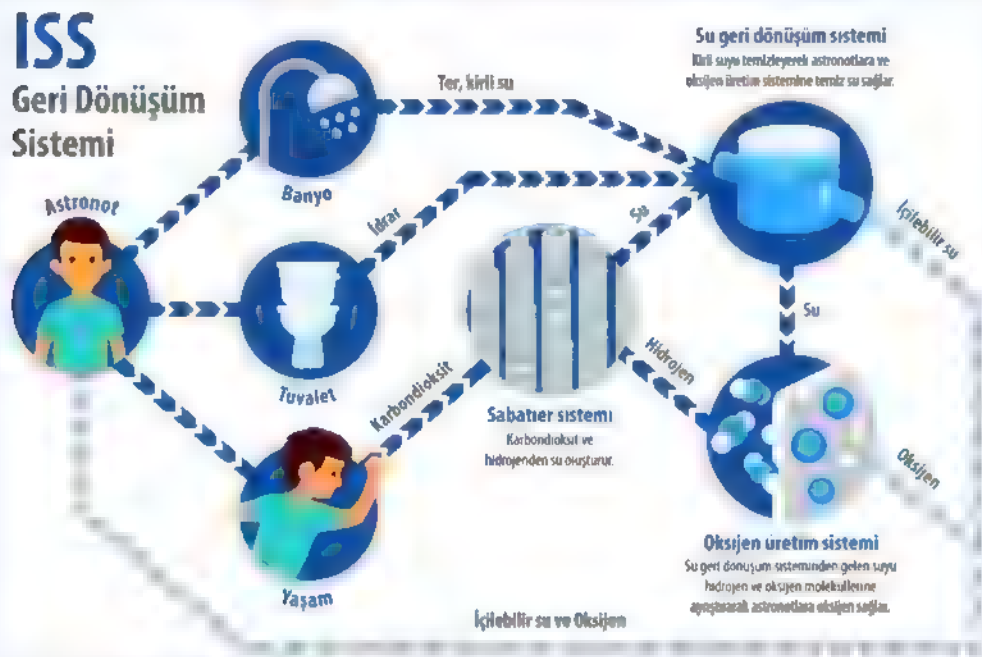 ISS
Geri Dönüşüm
Sistemi
Astronot
Banyo
Ter, kirli su
Su geri dönüşüm sistemi
Kirli suyu temizleyerek astronotlara ve
oksijen üretim sistemine temiz su sağlar.
İdrar
Tuvalet
Su
İçilebilir su
Su
Karbondioksit
Yaşam
Sabatier sistemi
Karbondioksit ve
hidrojenden su oluşturur.
Hidrojen
Oksijen
Oksijen üretim sistemi
Su geri dönüşüm sisteminden gelen suyu
hidrojen ve oksijen moleküllerine
ayrıştırarak astronotlara oksijen sağlar.
İçilebilir su ve Oksijen